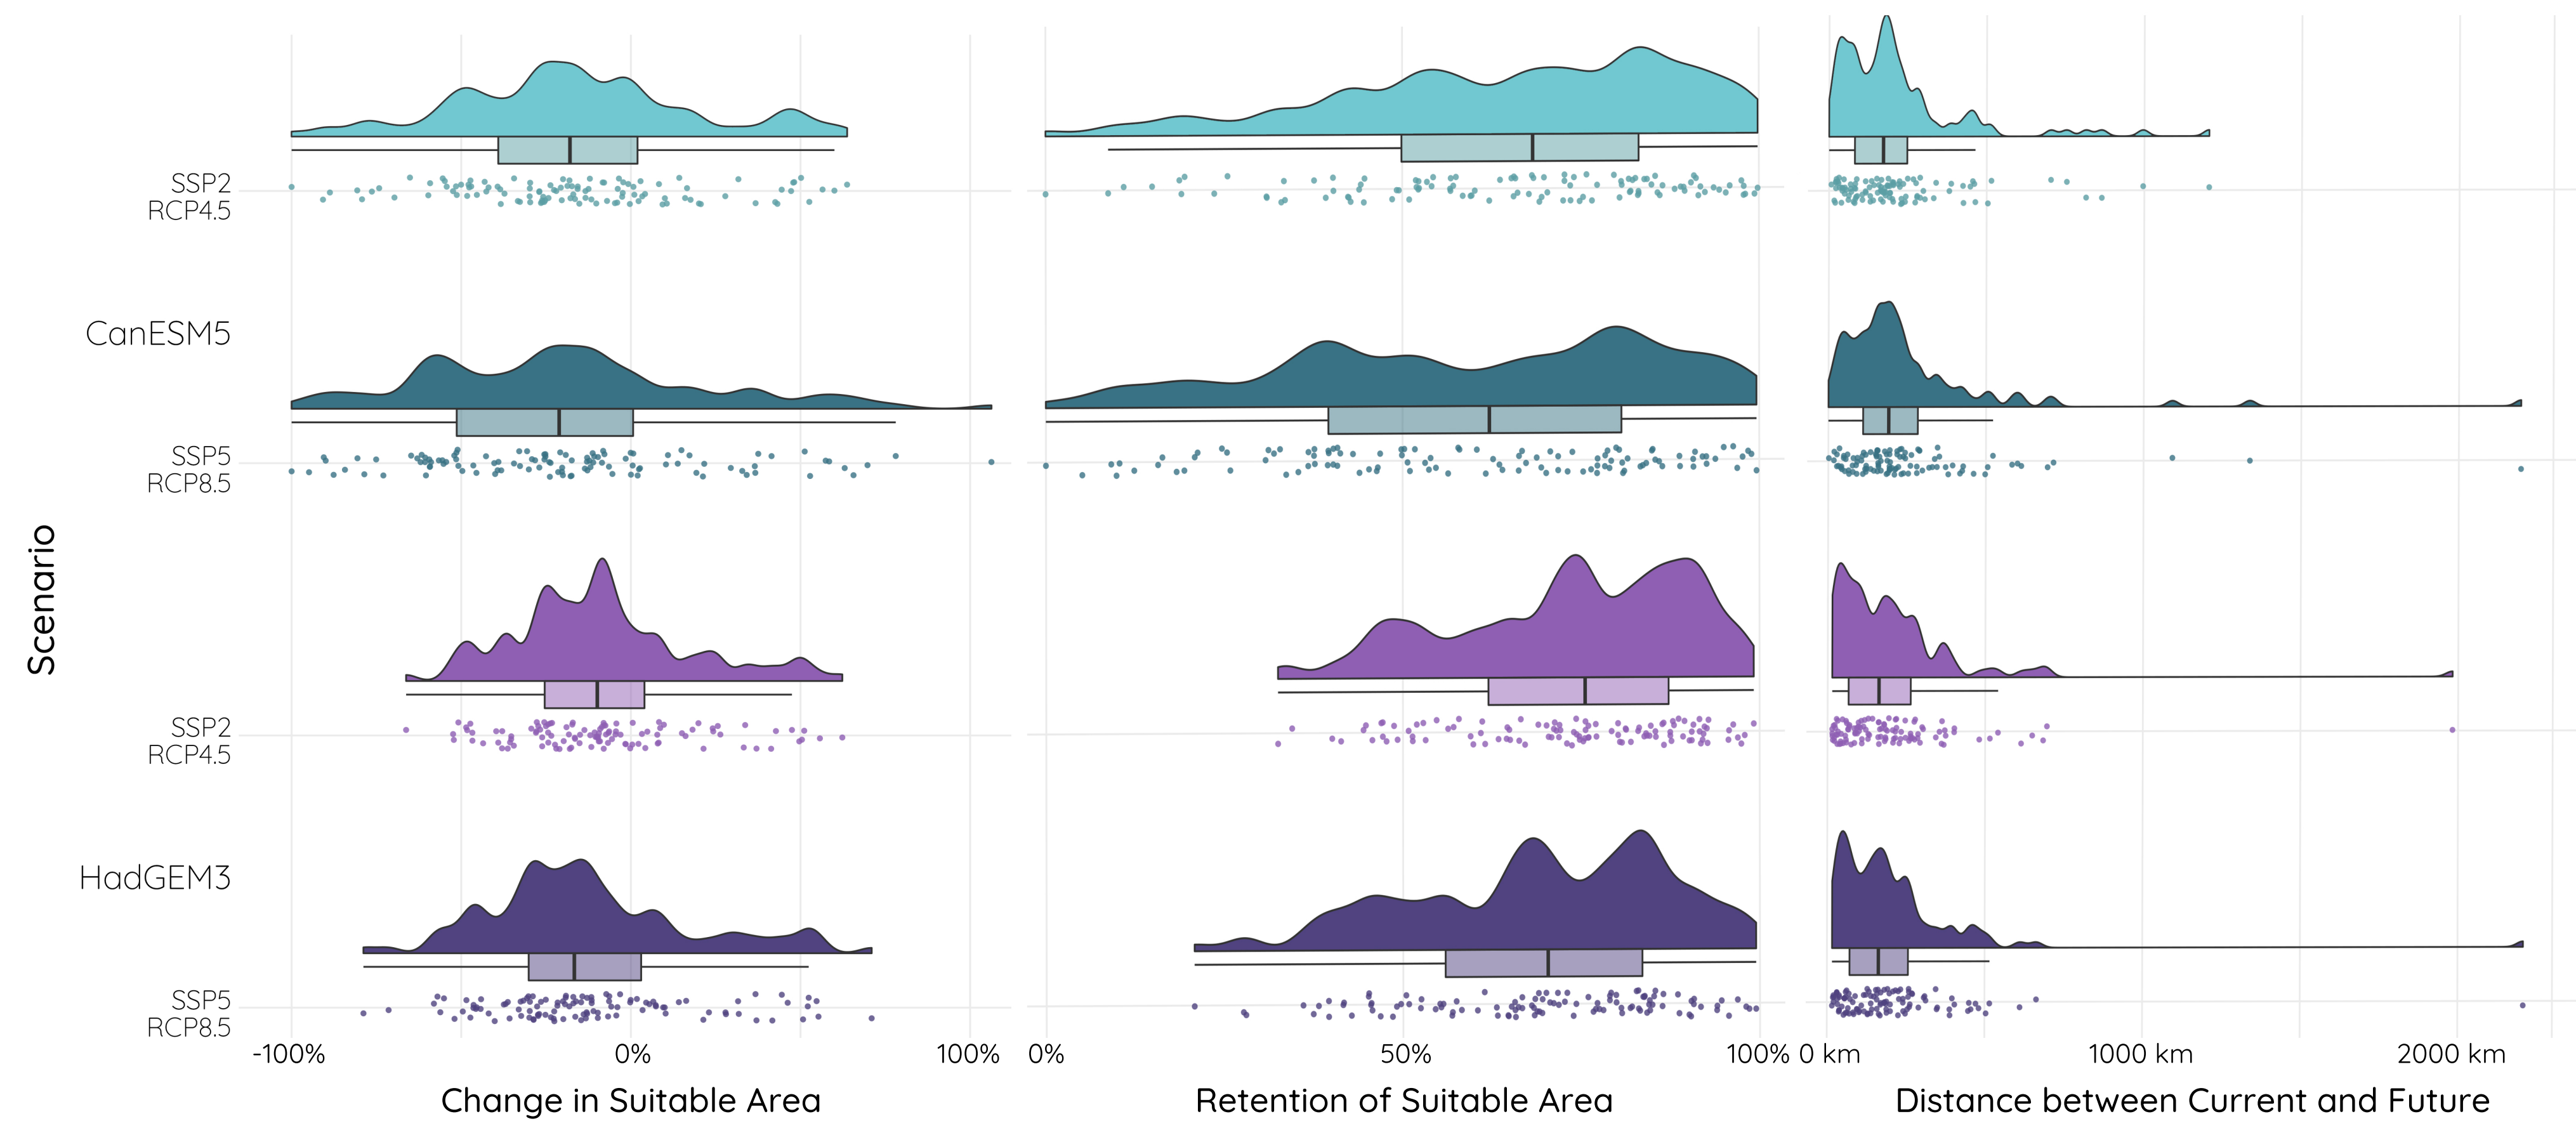 SSP2
RCP4.5
CanESM5
SSP5
RCP8.5
Scenario
SSP2
RCP4.5
HadGEM3
SSP5
RCP8.5
-100% 0% 100% 0% 50% 100% 0 km 1000 km 2000 km
Change in Suitable Area Retention of Suitable Area Distance between Current and Future